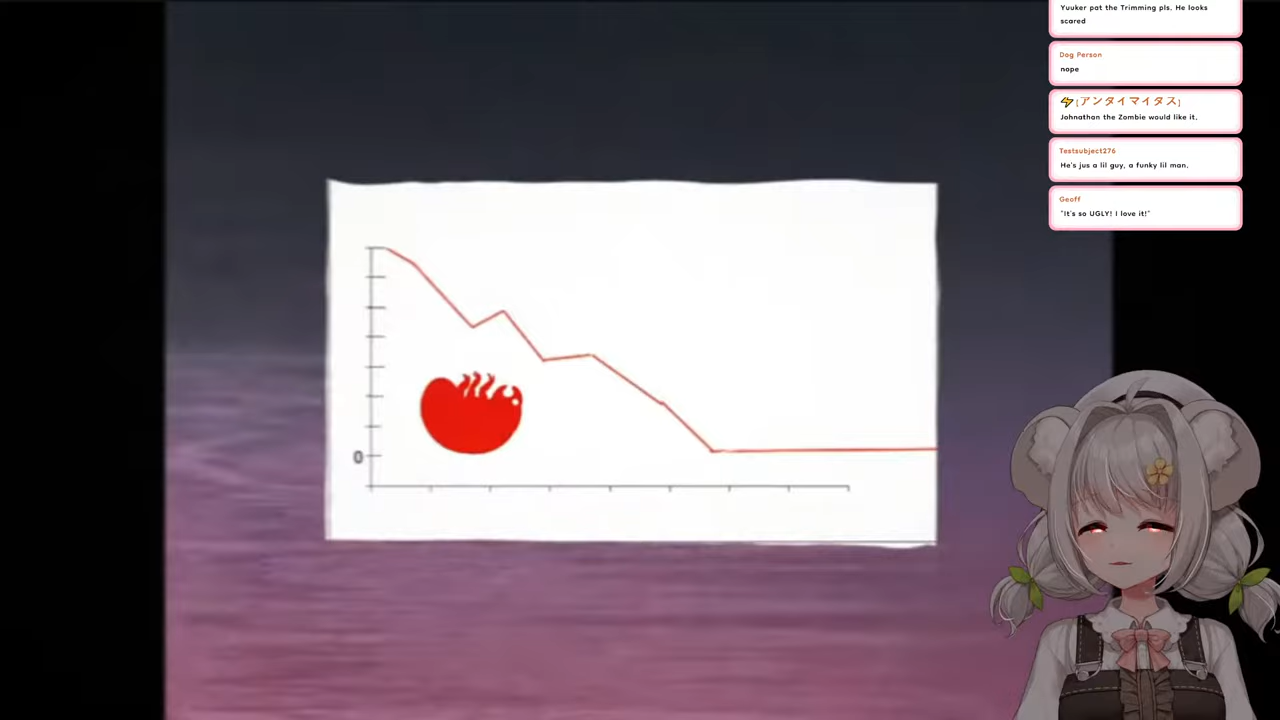 Yuuker pat the Trimming pls. He looks
scared
Dog Person
nope
⚡[アンタイマイタス]
Johnathan the Zombie would like it.
Testsubject276
He's jus a lil guy, a funky lil man.
Geoff
"It's so UGLY! I love it!"
0